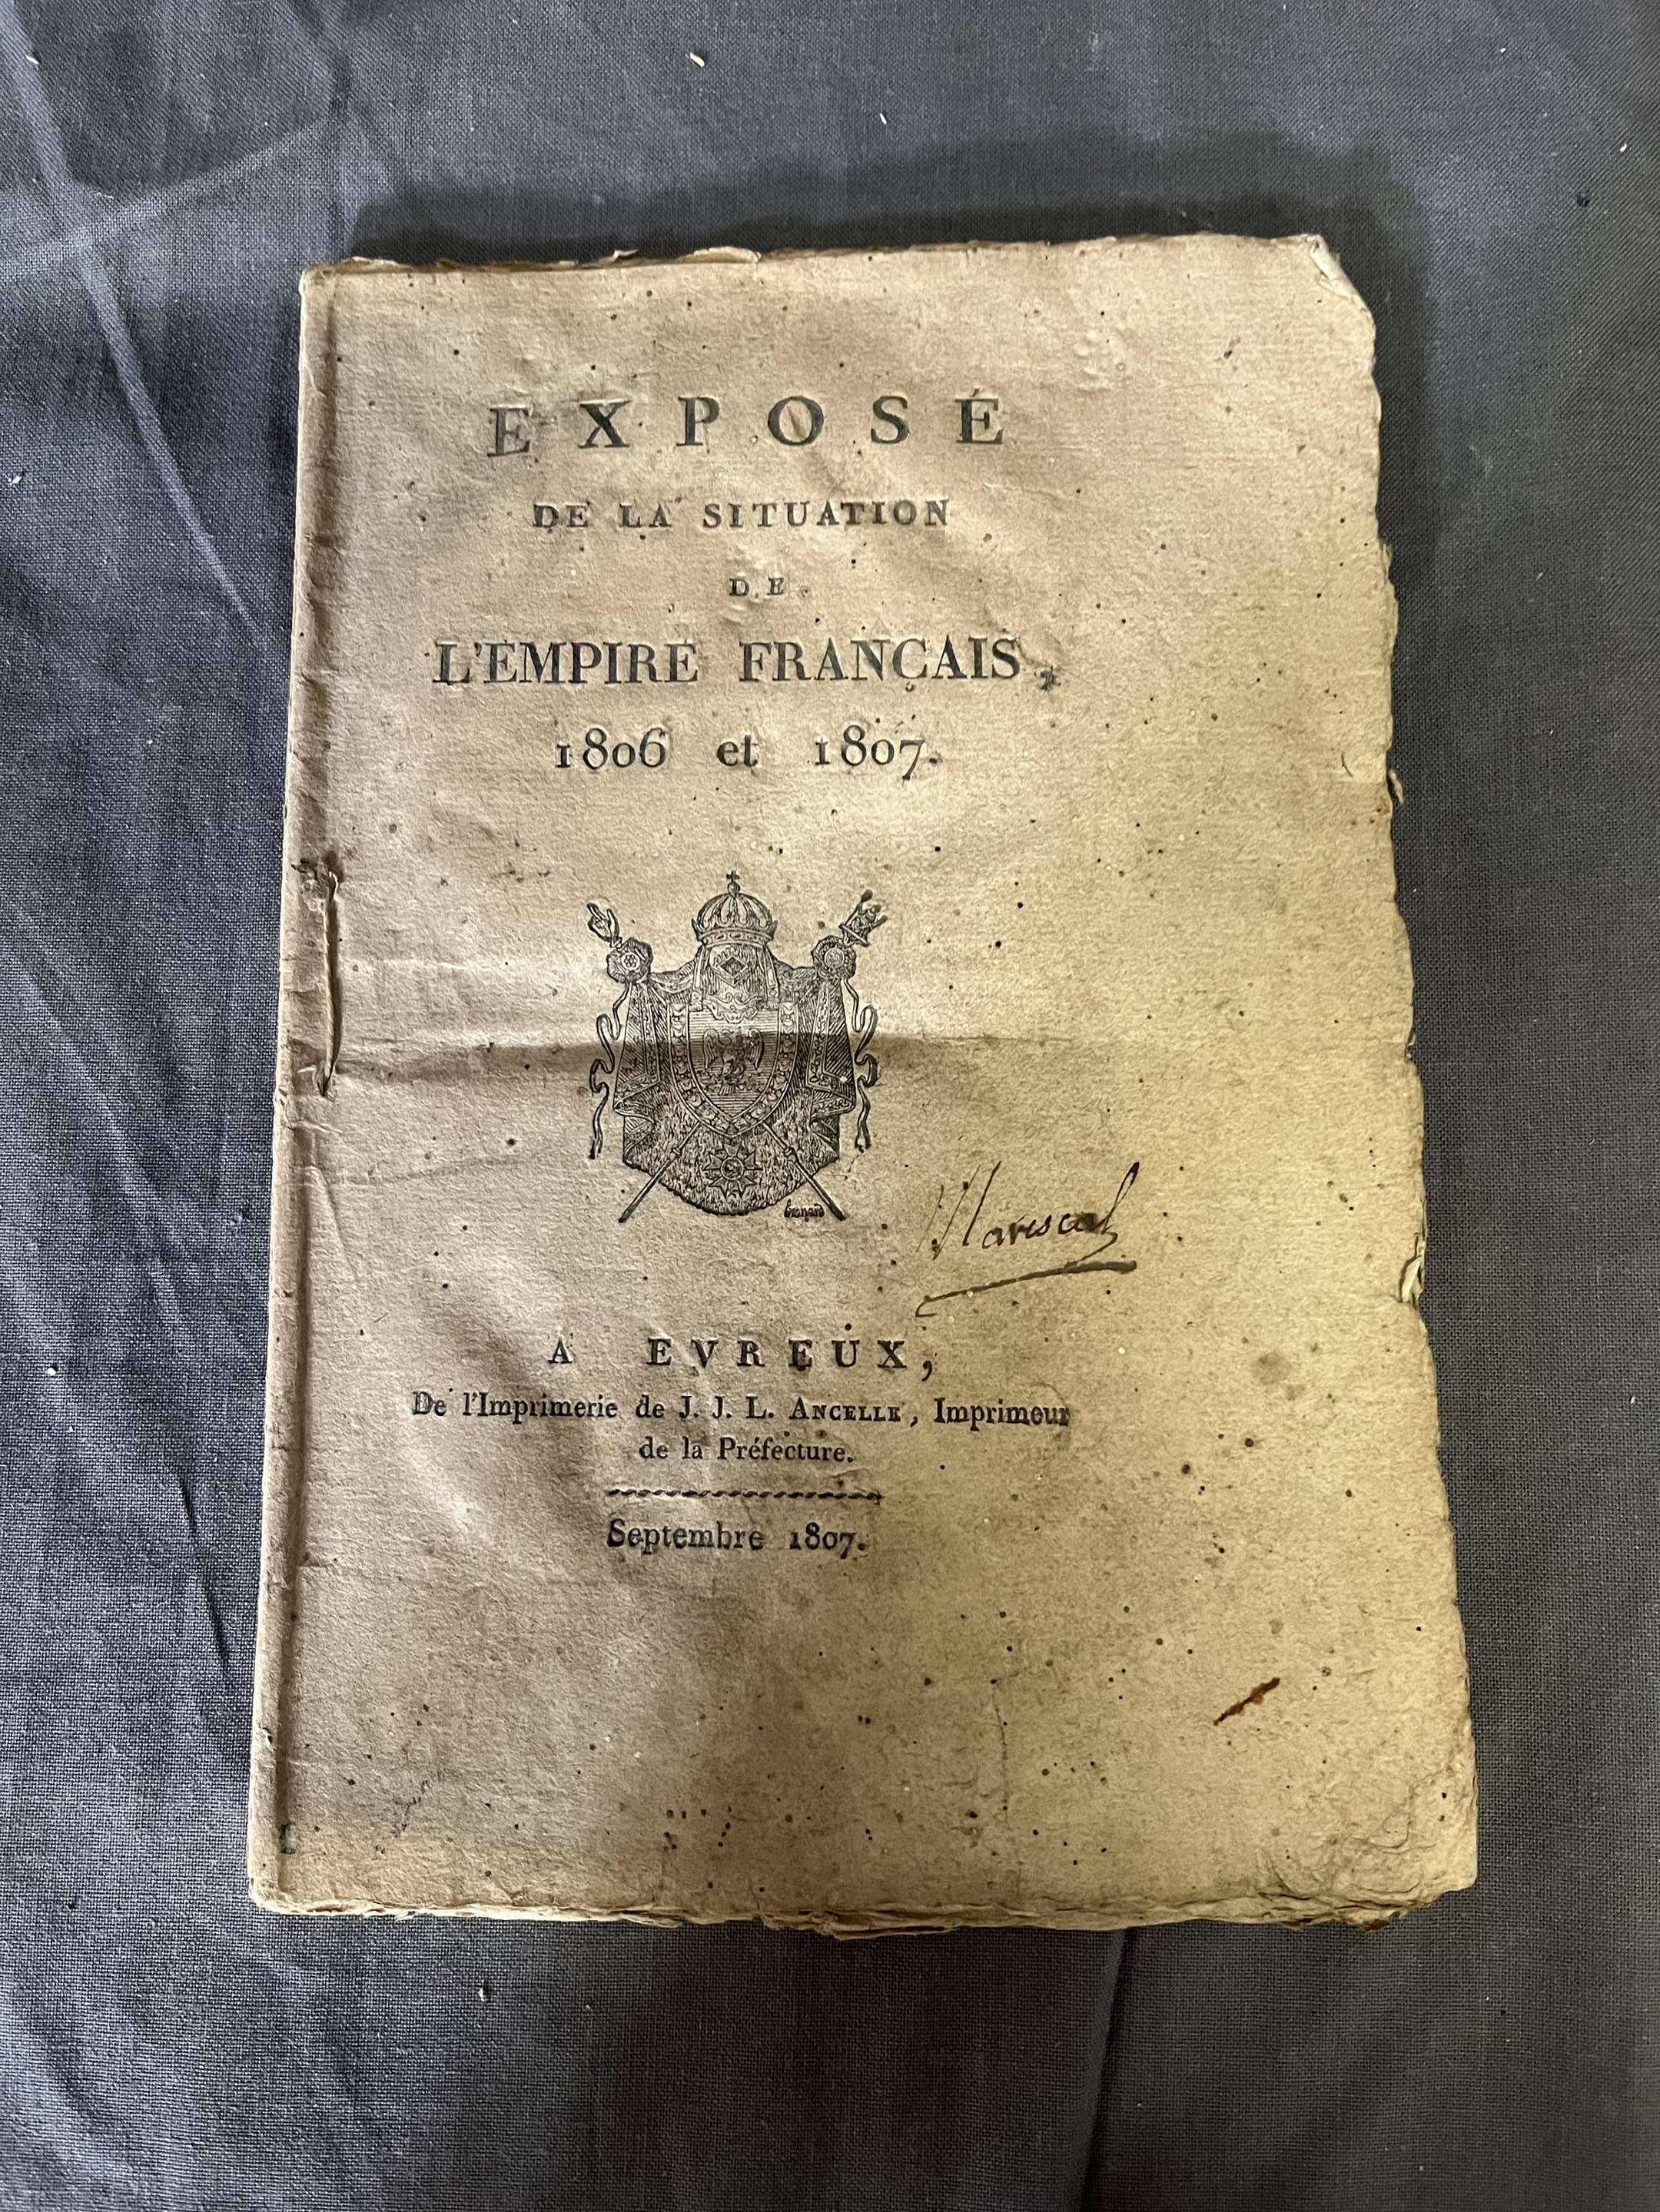 EXPOSÉ
DE LA SITUATION
DE
L'EMPIRE FRANÇAIS,
1806 et 1807.
Mariscal
A EVREUX,
De l'Imprimerie de J. J. L. ANCELLE, Imprimeur
de la Préfecture.
Septembre 1807.